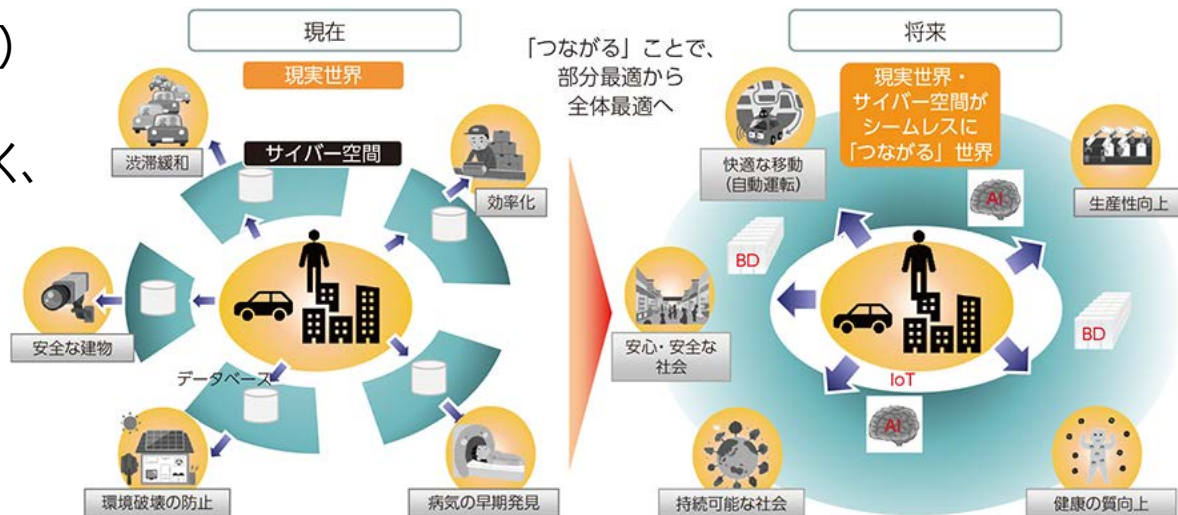 ）
く、
現在
現実世界
サイバー空間
渋滞緩和
効率化
安全な建物
データベース
環境破壊の防止
病気の早期発見
「つながる」ことで、
部分最適から
全体最適へ
将来
現実世界・
サイバー空間が
シームレスに
「つながる」世界
快適な移動
(自動運転)
AI
生産性向上
BD
BD
安心・安全な
社会
IoT
AI
持続可能な社会
健康の質向上